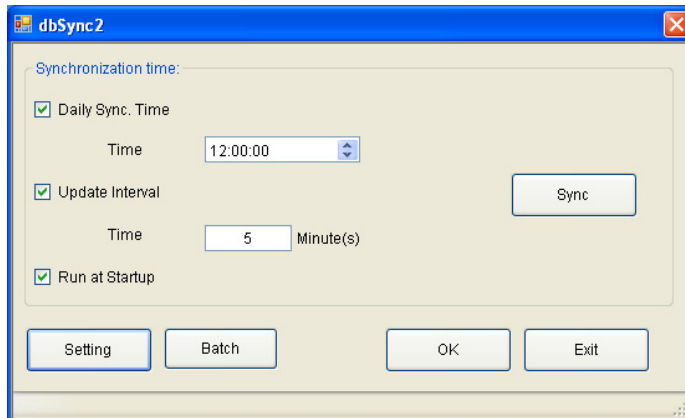 dbSync2
Synchronization time:
Daily Sync. Time
Time 12:00:00
Update Interval
Sync
Time 5 Minute(s)
Run at Startup
Setting Batch OK Exit